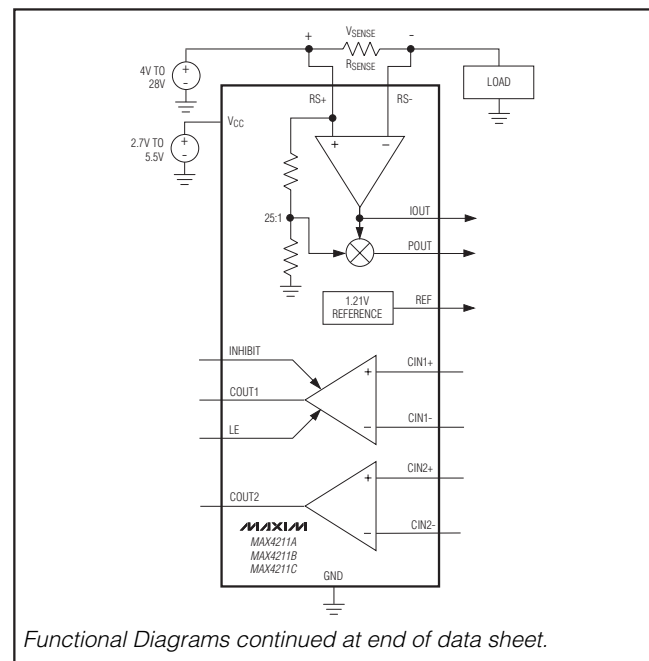 + VSENSE -
RSENSE
4V TO
28V
+
-
LOAD
RS+ RS-
VCC
2.7V TO
5.5V
+
-
+ −
25:1
IOUT
POUT
1.21V
REFERENCE
REF
INHIBIT
COUT1
LE
+
−
CIN1+
CIN1-
COUT2
+
−
CIN2+
CIN2-
MAXIM
MAX4211A
MAX4211B
MAX4211C
GND
Functional Diagrams continued at end of data sheet.